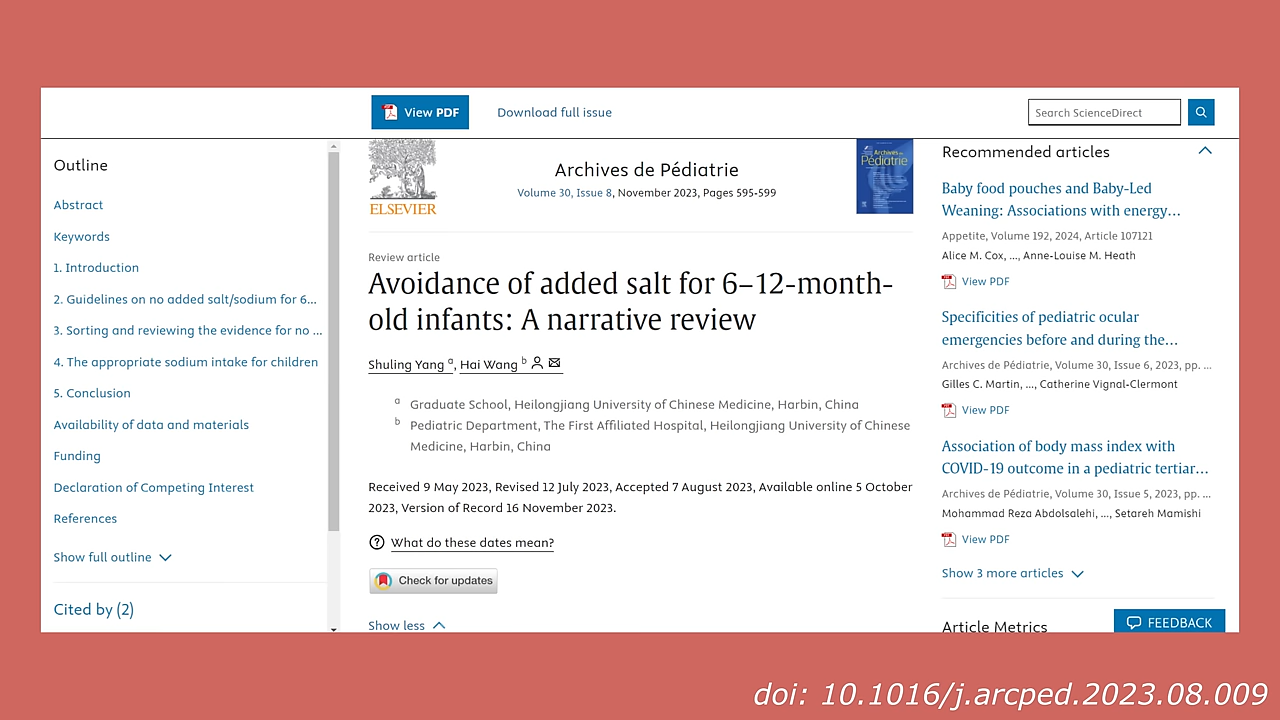 View PDF
Download full issue
Search ScienceDirect
Outline
Abstract
Keywords
1. Introduction
2. Guidelines on no added salt/sodium for 6...
3. Sorting and reviewing the evidence for no ...
4. The appropriate sodium intake for children
5. Conclusion
Availability of data and materials
Funding
Declaration of Competing Interest
References
Show full outline
Cited by (2)
ELSEVIER
Archives de Pédiatrie
Volume 30, Issue 8, November 2023, Pages 595-599
Archives de
Pédiatrie
Review article
Avoidance of added salt for 6–12-month-
old infants: A narrative review
Shuling Yang a, Hai Wang b
a Graduate School, Heilongjiang University of Chinese Medicine, Harbin, China
b Pediatric Department, The First Affiliated Hospital, Heilongjiang University of Chinese
Medicine, Harbin, China
Received 9 May 2023, Revised 12 July 2023, Accepted 7 August 2023, Available online 5 October
2023, Version of Record 16 November 2023.
What do these dates mean?
Check for updates
Show less
Recommended articles
Baby food pouches and Baby-Led
Weaning: Associations with energy...
Appetite, Volume 192, 2024, Article 107121
Alice M. Cox, ..., Anne-Louise M. Heath
View PDF
Specificities of pediatric ocular
emergencies before and during the...
Archives de Pédiatrie, Volume 30, Issue 6, 2023, pp. ...
Gilles C. Martin, ..., Catherine Vignal-Clermont
View PDF
Association of body mass index with
COVID-19 outcome in a pediatric tertiar...
Archives de Pédiatrie, Volume 30, Issue 5, 2023, pp. ...
Mohammad Reza Abdolsalehi, ..., Setareh Mamishi
View PDF
Show 3 more articles
Article Metrics
FEEDBACK
doi: 10.1016/j.arcped.2023.08.009